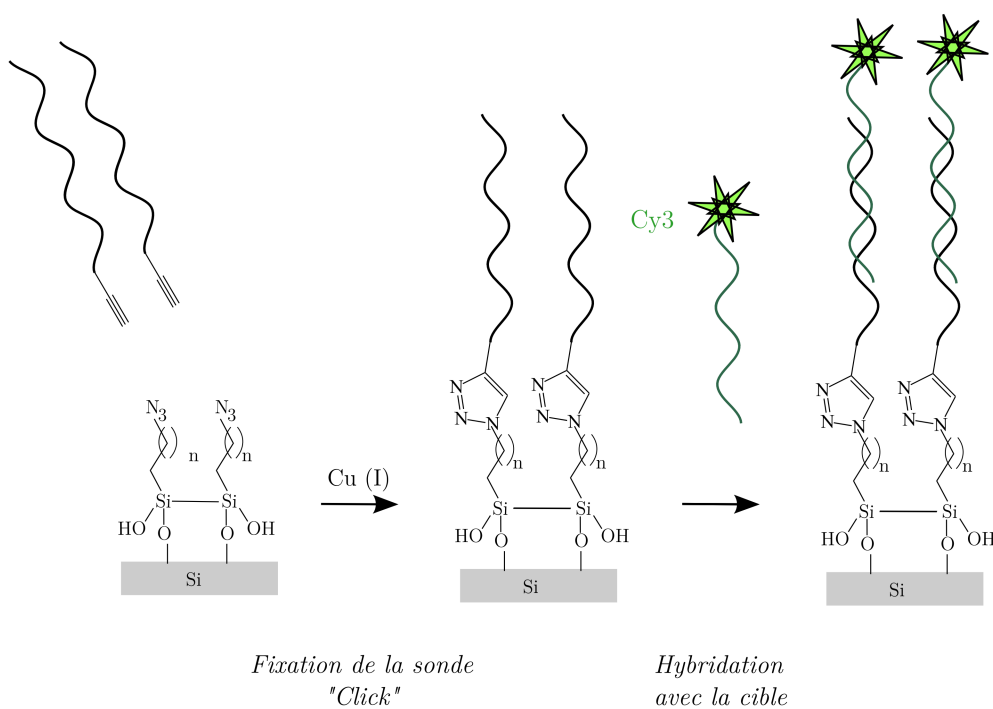 Cy3
N3 N3
n n
Cu (I)
Si Si
HO OH
O O
Si
N N
N N
N N
n n
Si Si
HO OH
O O
Si
N N
N N
N N
n n
Si Si
HO OH
O O
Si
Fixation de la sonde
"Click"
Hybridation
avec la cible